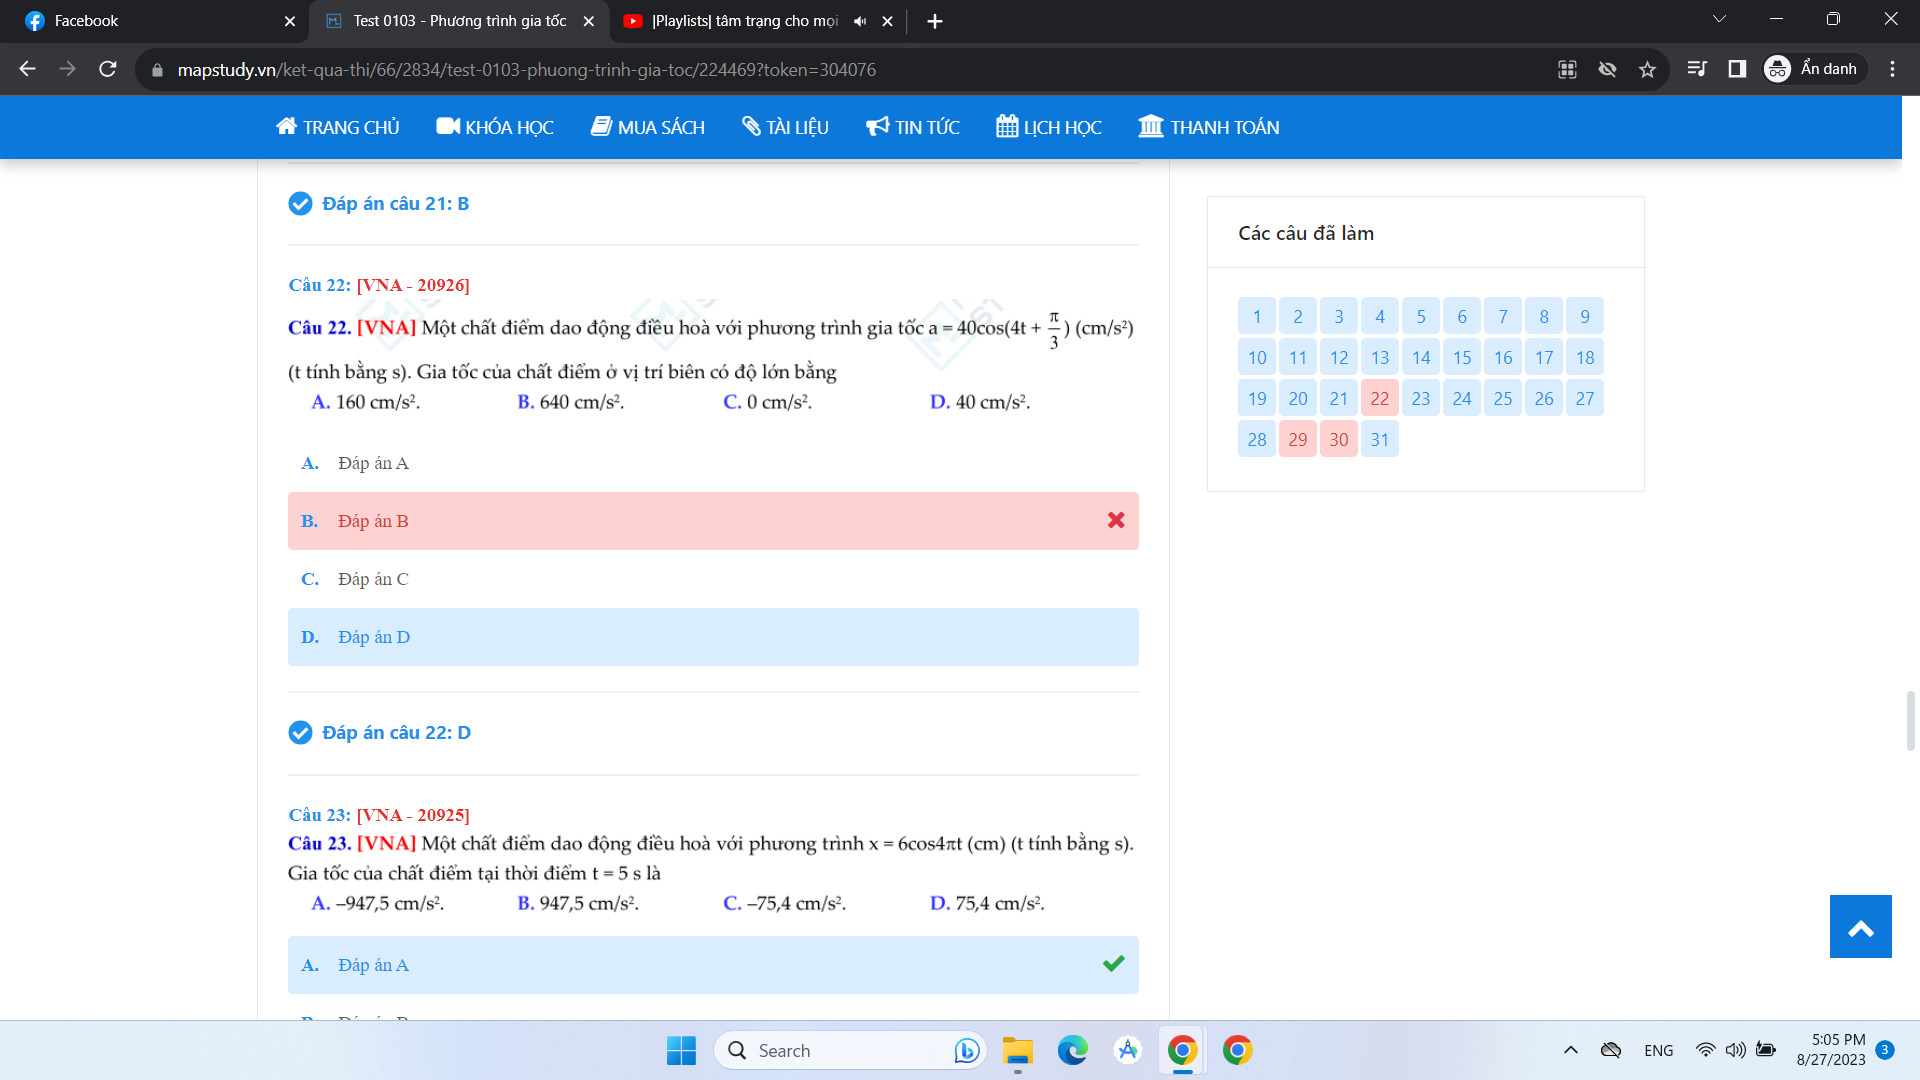 Facebook
Test 0103 - Phương trình gia tốc
|Playlists| tâm trạng cho mọi
mapstudy.vn/ket-qua-thi/66/2834/test-0103-phuong-trinh-gia-toc/224469?token=304076
Ẩn danh
TRANG CHỦ
KHÓA HỌC
MUA SÁCH
TÀI LIỆU
TIN TỨC
LỊCH HỌC
THANH TOÁN
Đáp án câu 21: B
Câu 22: [VNA - 20926]
Câu 22. [VNA] Một chất điểm dao động điều hoà với phương trình gia tốc a = 40cos(4t + π/3) (cm/s²)
(t tính bằng s). Gia tốc của chất điểm ở vị trí biên có độ lớn bằng
A. 160 cm/s². B. 640 cm/s². C. 0 cm/s². D. 40 cm/s².
A. Đáp án A
B. Đáp án B
C. Đáp án C
D. Đáp án D
Đáp án câu 22: D
Câu 23: [VNA - 20925]
Câu 23. [VNA] Một chất điểm dao động điều hoà với phương trình x = 6cos4πt (cm) (t tính bằng s).
Gia tốc của chất điểm tại thời điểm t = 5 s là
A. –947,5 cm/s². B. 947,5 cm/s². C. –75,4 cm/s². D. 75,4 cm/s².
A. Đáp án A
Các câu đã làm
1 2 3 4 5 6 7 8 9
10 11 12 13 14 15 16 17 18
19 20 21 22 23 24 25 26 27
28 29 30 31
Search
ENG
5:05 PM
8/27/2023
3